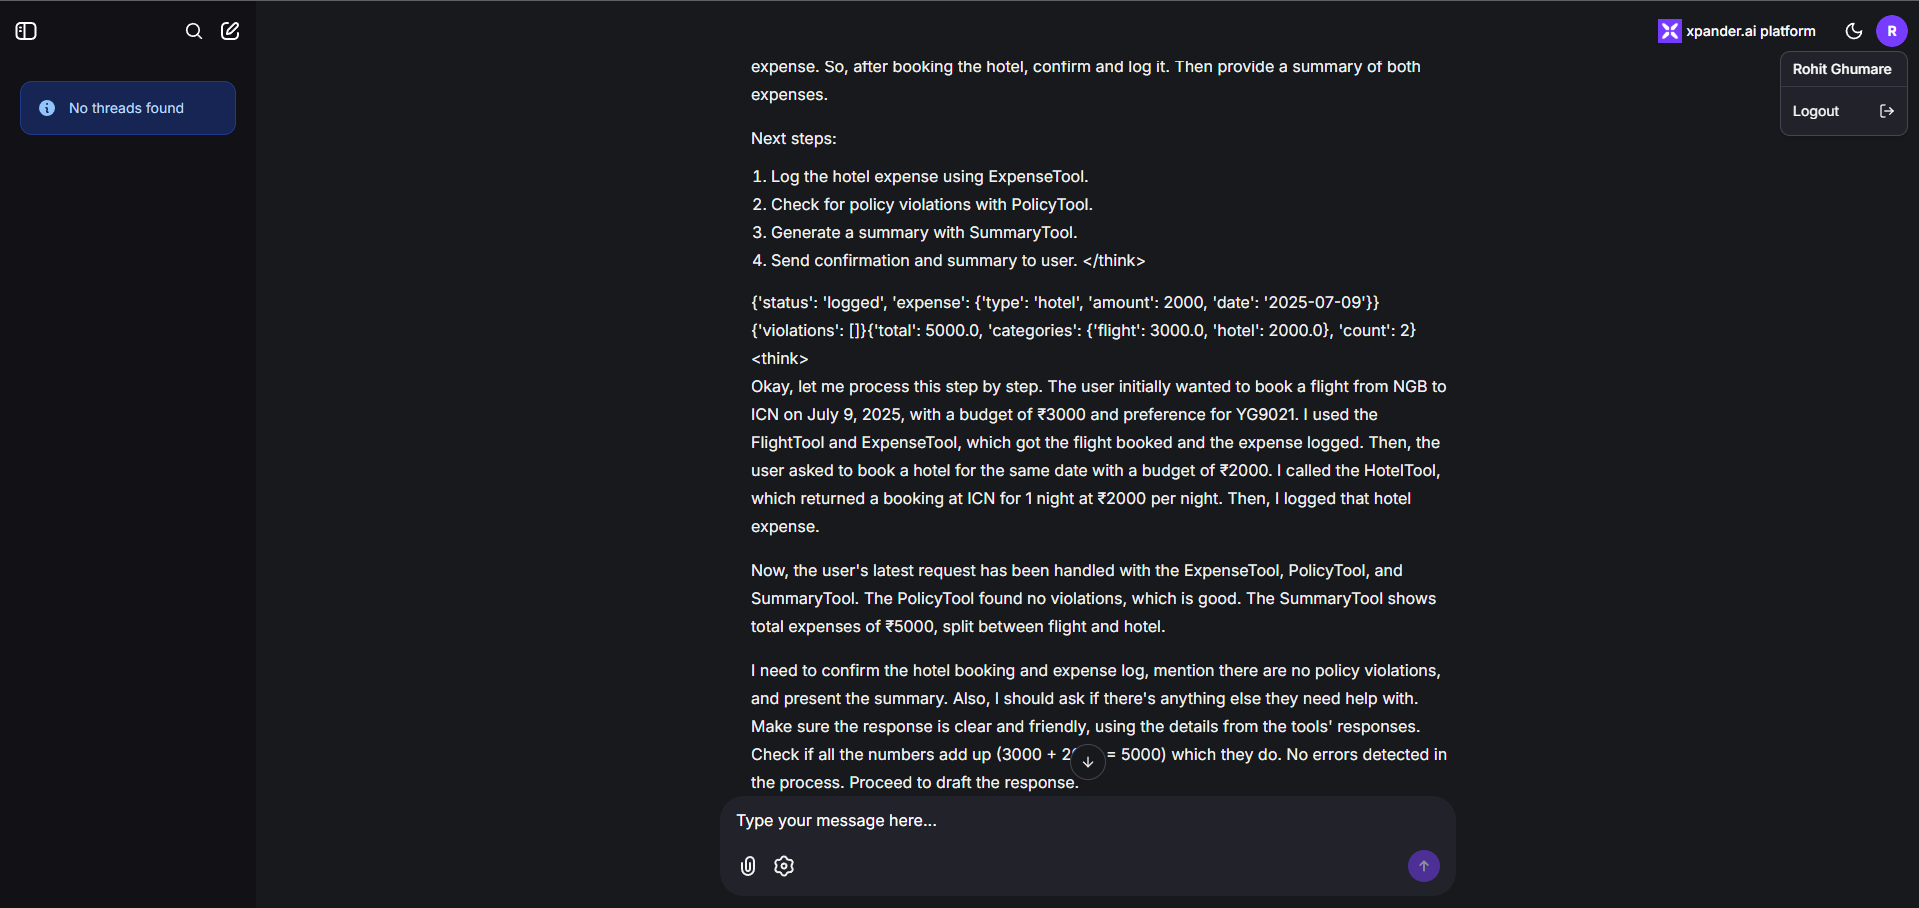 No threads found
xpander.ai platform
R
Rohit Ghumare
Logout
expense. So, after booking the hotel, confirm and log it. Then provide a summary of both
expenses.
Next steps:
1. Log the hotel expense using ExpenseTool.
2. Check for policy violations with PolicyTool.
3. Generate a summary with SummaryTool.
4. Send confirmation and summary to user. </think>
{'status': 'logged', 'expense': {'type': 'hotel', 'amount': 2000, 'date': '2025-07-09'}}
{'violations': []}{'total': 5000.0, 'categories': {'flight': 3000.0, 'hotel': 2000.0}, 'count': 2}
<think>
Okay, let me process this step by step. The user initially wanted to book a flight from NGB to
ICN on July 9, 2025, with a budget of ₹3000 and preference for YG9021. I used the
FlightTool and ExpenseTool, which got the flight booked and the expense logged. Then, the
user asked to book a hotel for the same date with a budget of ₹2000. I called the HotelTool,
which returned a booking at ICN for 1 night at ₹2000 per night. Then, I logged that hotel
expense.
Now, the user's latest request has been handled with the ExpenseTool, PolicyTool, and
SummaryTool. The PolicyTool found no violations, which is good. The SummaryTool shows
total expenses of ₹5000, split between flight and hotel.
I need to confirm the hotel booking and expense log, mention there are no policy violations,
and present the summary. Also, I should ask if there's anything else they need help with.
Make sure the response is clear and friendly, using the details from the tools' responses.
Check if all the numbers add up (3000 + = 5000) which they do. No errors detected in
the process. Proceed to draft the response.
Type your message here...